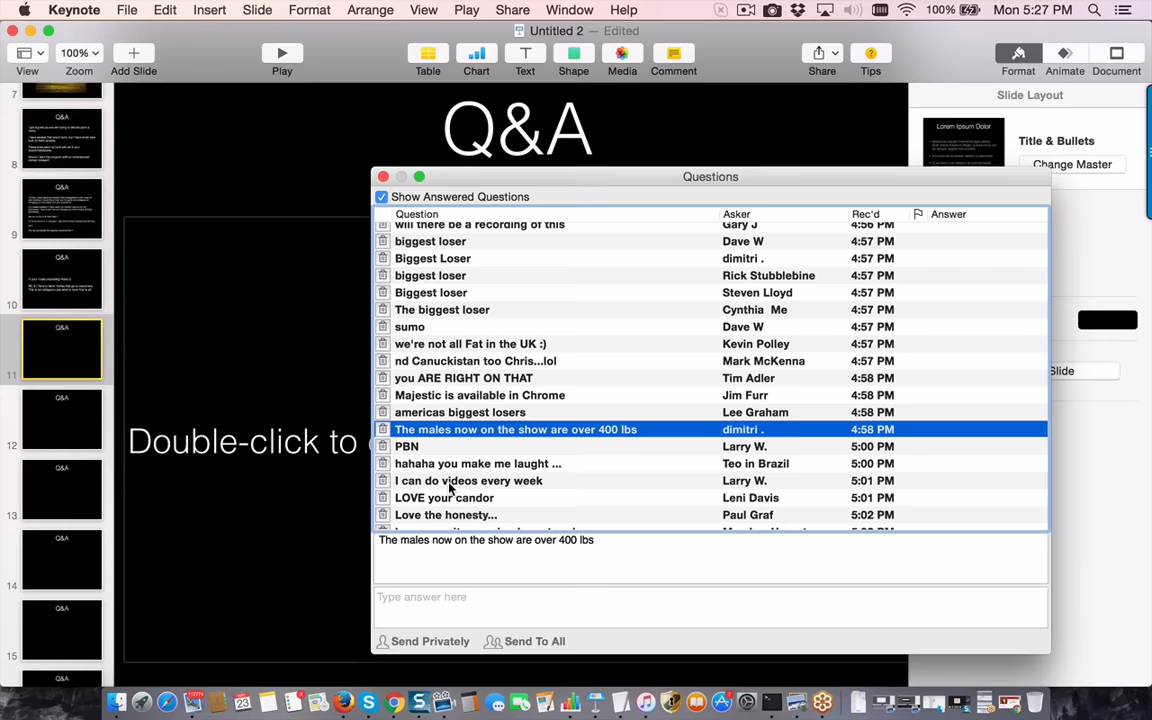 Keynote File Edit Insert Slide Format Arrange View Play Share Window Help 100% Mon 5:27 PM
Untitled 2 — Edited
100%
View Zoom Add Slide Play Table Chart Text Shape Media Comment Share Tips Format Animate Document
Slide Layout
Lorem Ipsum Dolor
Title & Bullets
Change Master
Slide
7
Q&A
8
Q&A
9
Q&A
10
Q&A
11
Q&A
12
Q&A
13
Q&A
14
Q&A
15
Q&A
Q&A
Double-click to
Questions
Show Answered Questions
Question Asker Rec'd Answer
will there be a recording of this Gary J 4:56 PM
biggest loser Dave W 4:57 PM
Biggest Loser dimitri . 4:57 PM
biggest loser Rick Stubblebine 4:57 PM
Biggest loser Steven Lloyd 4:57 PM
The biggest loser Cynthia Me 4:57 PM
sumo Dave W 4:57 PM
we're not all Fat in the UK :) Kevin Polley 4:57 PM
nd Canuckistan too Chris...lol Mark McKenna 4:57 PM
you ARE RIGHT ON THAT Tim Adler 4:58 PM
Majestic is available in Chrome Jim Furr 4:58 PM
americas biggest losers Lee Graham 4:58 PM
The males now on the show are over 400 lbs dimitri . 4:58 PM
PBN Larry W. 5:00 PM
hahaha you make me laught ... Teo in Brazil 5:00 PM
I can do videos every week Larry W. 5:01 PM
LOVE your candor Leni Davis 5:01 PM
Love the honesty... Paul Graf 5:02 PM
The males now on the show are over 400 lbs
Type answer here
Send Privately Send To All
23